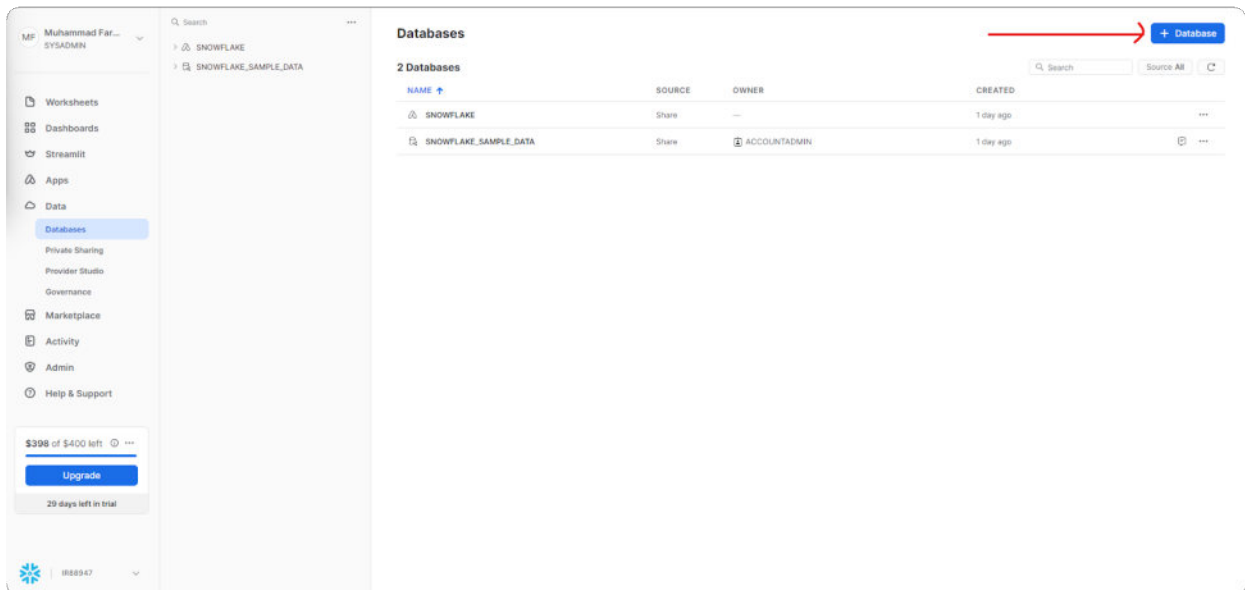 MF
Muhammad Far...
SYSADMIN
Worksheets
Dashboards
Streamlit
Apps
Data
Databases
Private Sharing
Provider Studio
Governance
Marketplace
Activity
Admin
Help & Support
$398 of $400 left
Upgrade
29 days left in trial
IR88947
Search
SNOWFLAKE
SNOWFLAKE_SAMPLE_DATA
Databases
+ Database
2 Databases
Search
Source All
NAME SOURCE OWNER CREATED
SNOWFLAKE Share — 1 day ago
SNOWFLAKE_SAMPLE_DATA Share ACCOUNTADMIN 1 day ago